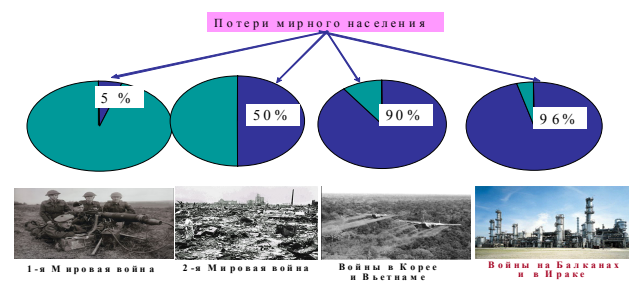 Потери мирного населения
5 %
50%
90%
96%
1-я Мировая война
2-я Мировая война
Войны в Корее
и Вьетнаме
Войны на Балканах
и в Ираке